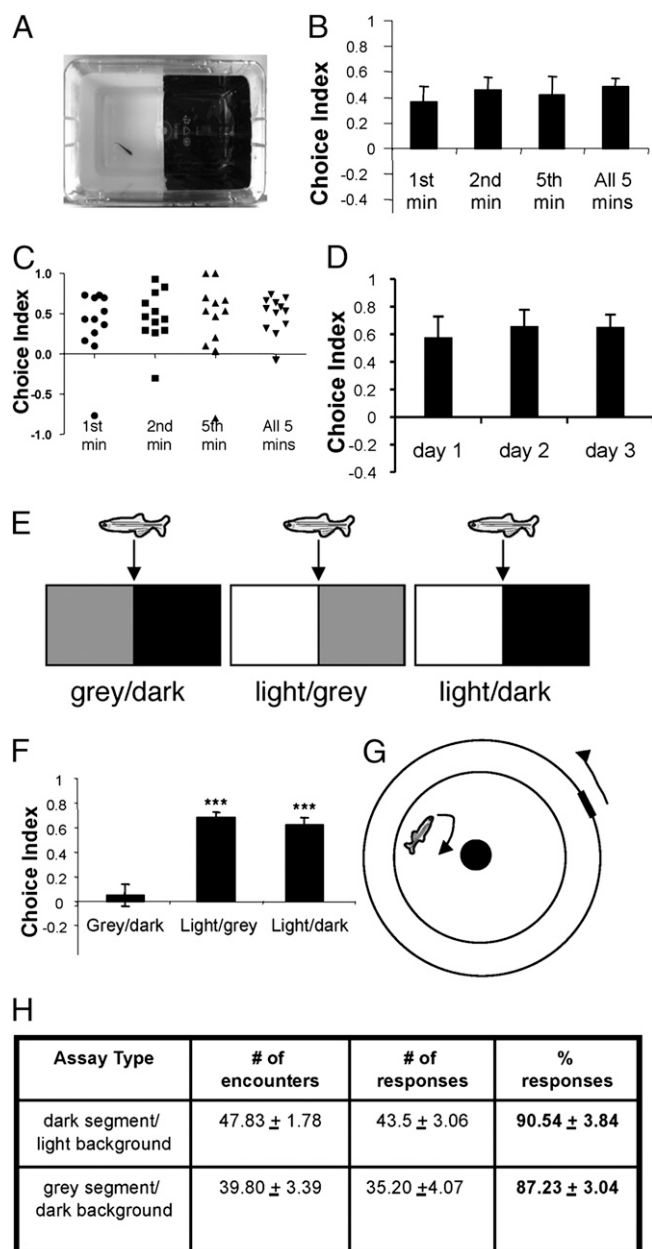 A
B
Choice Index
1
0.8
0.6
0.4
0.2
0
-0.2
-0.4
1st min
2nd min
5th min
All 5 mins
C
Choice Index
1.0
0.5
0.0
-0.5
-1.0
1st min
2nd min
5th min
All 5 mins
D
Choice Index
1
0.8
0.6
0.4
0.2
0
-0.2
-0.4
day 1
day 2
day 3
E
grey/dark
light/grey
light/dark
F
Choice Index
1
0.8
0.6
0.4
0.2
0
-0.2
***
***
Grey/dark
Light/grey
Light/dark
G
H
Assay Type
# of encounters
# of responses
% responses
dark segment/
light background
47.83 ± 1.78
43.5 ± 3.06
90.54 ± 3.84
grey segment/
dark background
39.80 ± 3.39
35.20 ±4.07
87.23 ± 3.04